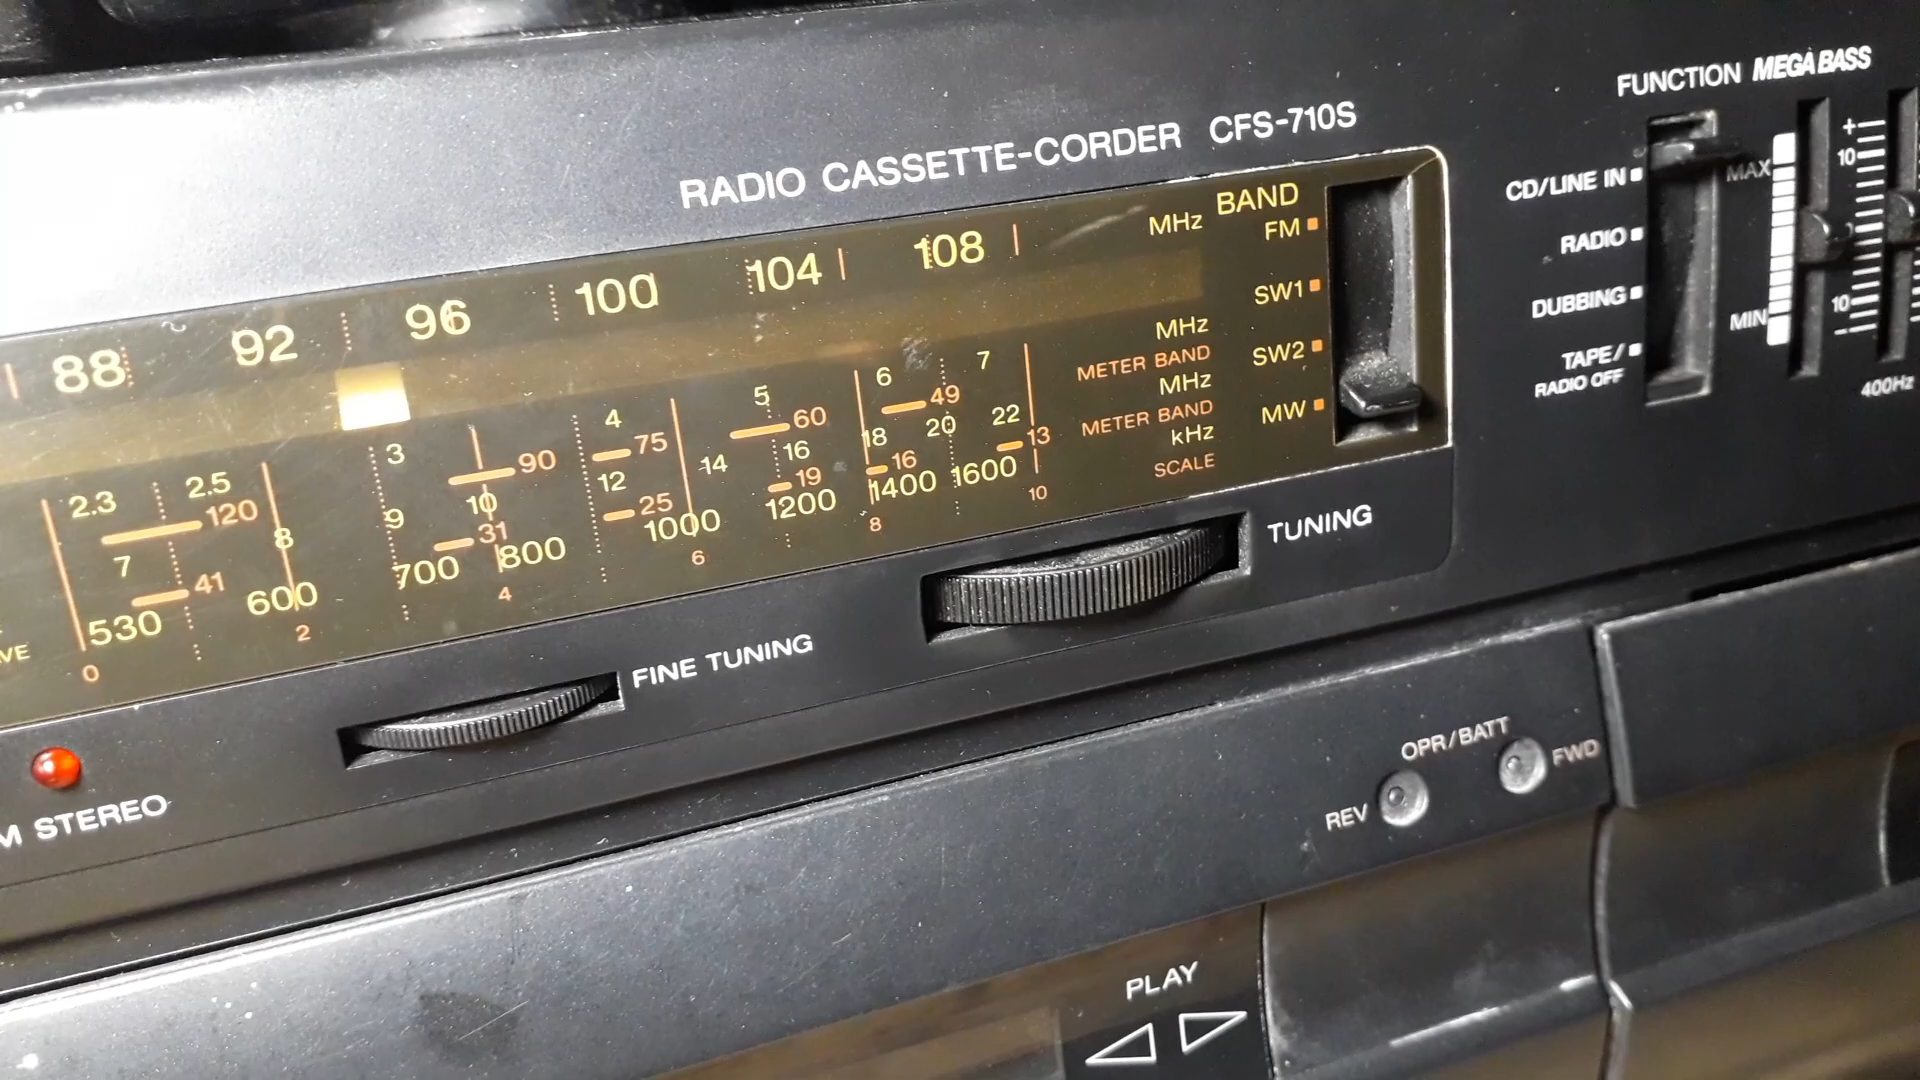 RADIO CASSETTE-CORDER CFS-710S
FUNCTION MEGA BASS
CD/LINE IN
RADIO
DUBBING
TAPE/
RADIO OFF
MAX
MIN
+
10
10
400Hz
88 92 96 100 104 108 MHz
BAND
FM
SW1
SW2
MW
2.3 2.5 3 4 5 6 7 MHz
120 90 75 60 49 METER BAND
7 8 9 10 12 14 16 18 20 22 MHz
41 31 25 19 16 13 METER BAND
530 600 700 800 1000 1200 1400 1600 kHz
0 2 4 6 8 10 SCALE
TUNING
FINE TUNING
STEREO
OPR/BATT
REV
FWD
PLAY